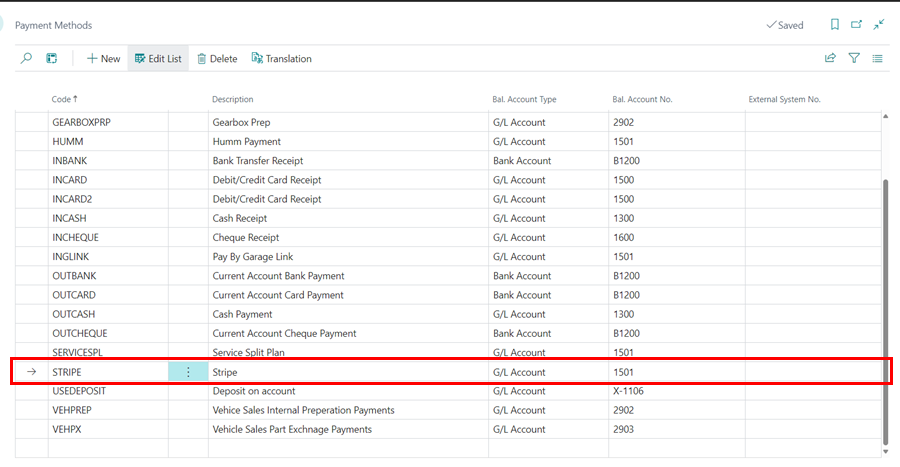 Payment Methods Saved
New Edit List Delete Translation
Code Description Bal. Account Type Bal. Account No. External System No.
GEARBOXPRP Gearbox Prep G/L Account 2902
HUMM Humm Payment G/L Account 1501
INBANK Bank Transfer Receipt Bank Account B1200
INCARD Debit/Credit Card Receipt G/L Account 1500
INCARD2 Debit/Credit Card Receipt G/L Account 1500
INCASH Cash Receipt G/L Account 1300
INCHEQUE Cheque Receipt G/L Account 1600
INGLINK Pay By Garage Link G/L Account 1501
OUTBANK Current Account Bank Payment Bank Account B1200
OUTCARD Current Account Card Payment Bank Account B1200
OUTCASH Cash Payment G/L Account 1300
OUTCHEQUE Current Account Cheque Payment Bank Account B1200
SERVICESPL Service Split Plan G/L Account 1501
STRIPE Stripe G/L Account 1501
USEDEPOSIT Deposit on account G/L Account X-1106
VEHPREP Vehice Sales Internal Preperation Payments G/L Account 2902
VEHPX Vehicle Sales Part Exchnage Payments G/L Account 2903